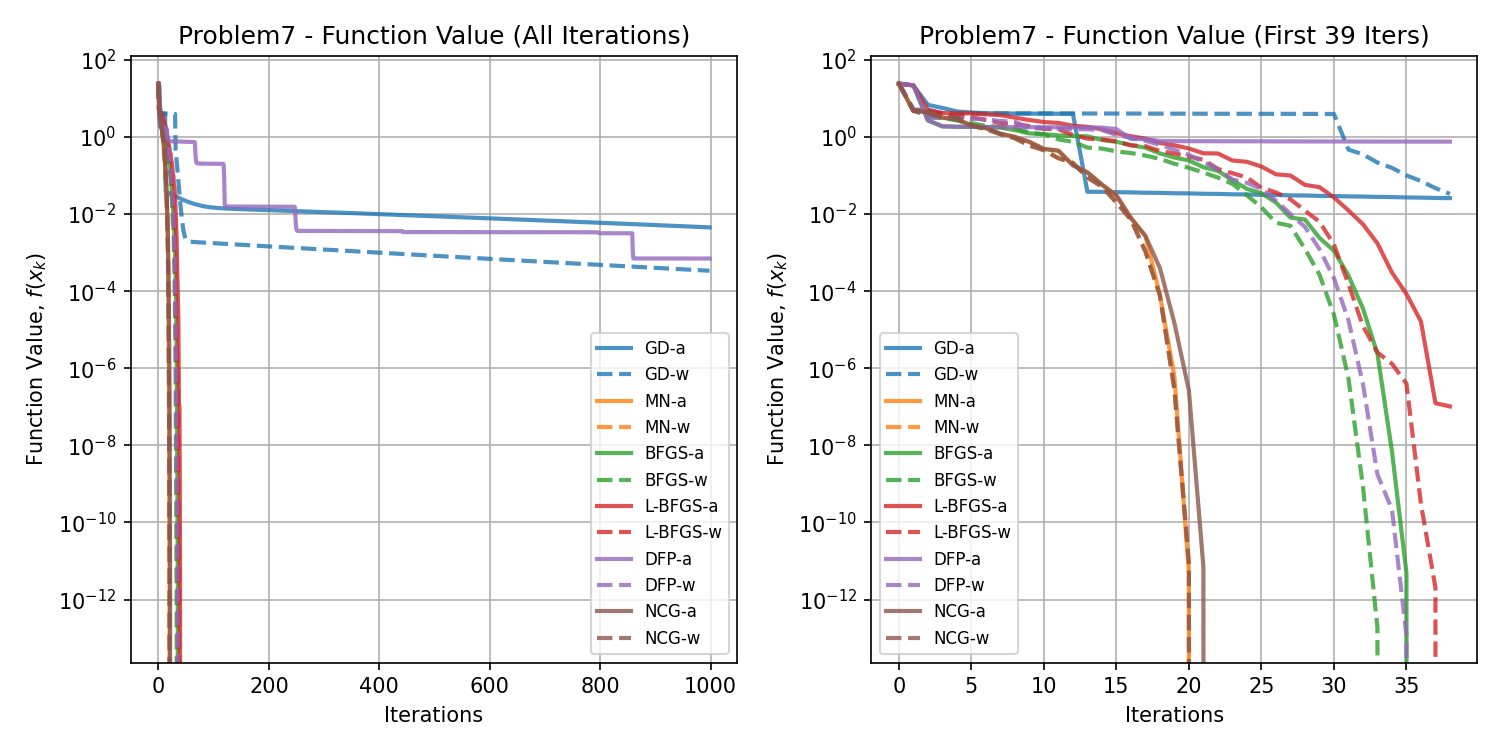 Problem7 - Function Value (All Iterations)
Function Value, f(x_k)
10^2
10^0
10^-2
10^-4
10^-6
10^-8
10^-10
10^-12
0 200 400 600 800 1000
Iterations
GD-a
GD-w
MN-a
MN-w
BFGS-a
BFGS-w
L-BFGS-a
L-BFGS-w
DFP-a
DFP-w
NCG-a
NCG-w
Problem7 - Function Value (First 39 Iters)
Function Value, f(x_k)
10^2
10^0
10^-2
10^-4
10^-6
10^-8
10^-10
10^-12
0 5 10 15 20 25 30 35
Iterations
GD-a
GD-w
MN-a
MN-w
BFGS-a
BFGS-w
L-BFGS-a
L-BFGS-w
DFP-a
DFP-w
NCG-a
NCG-w